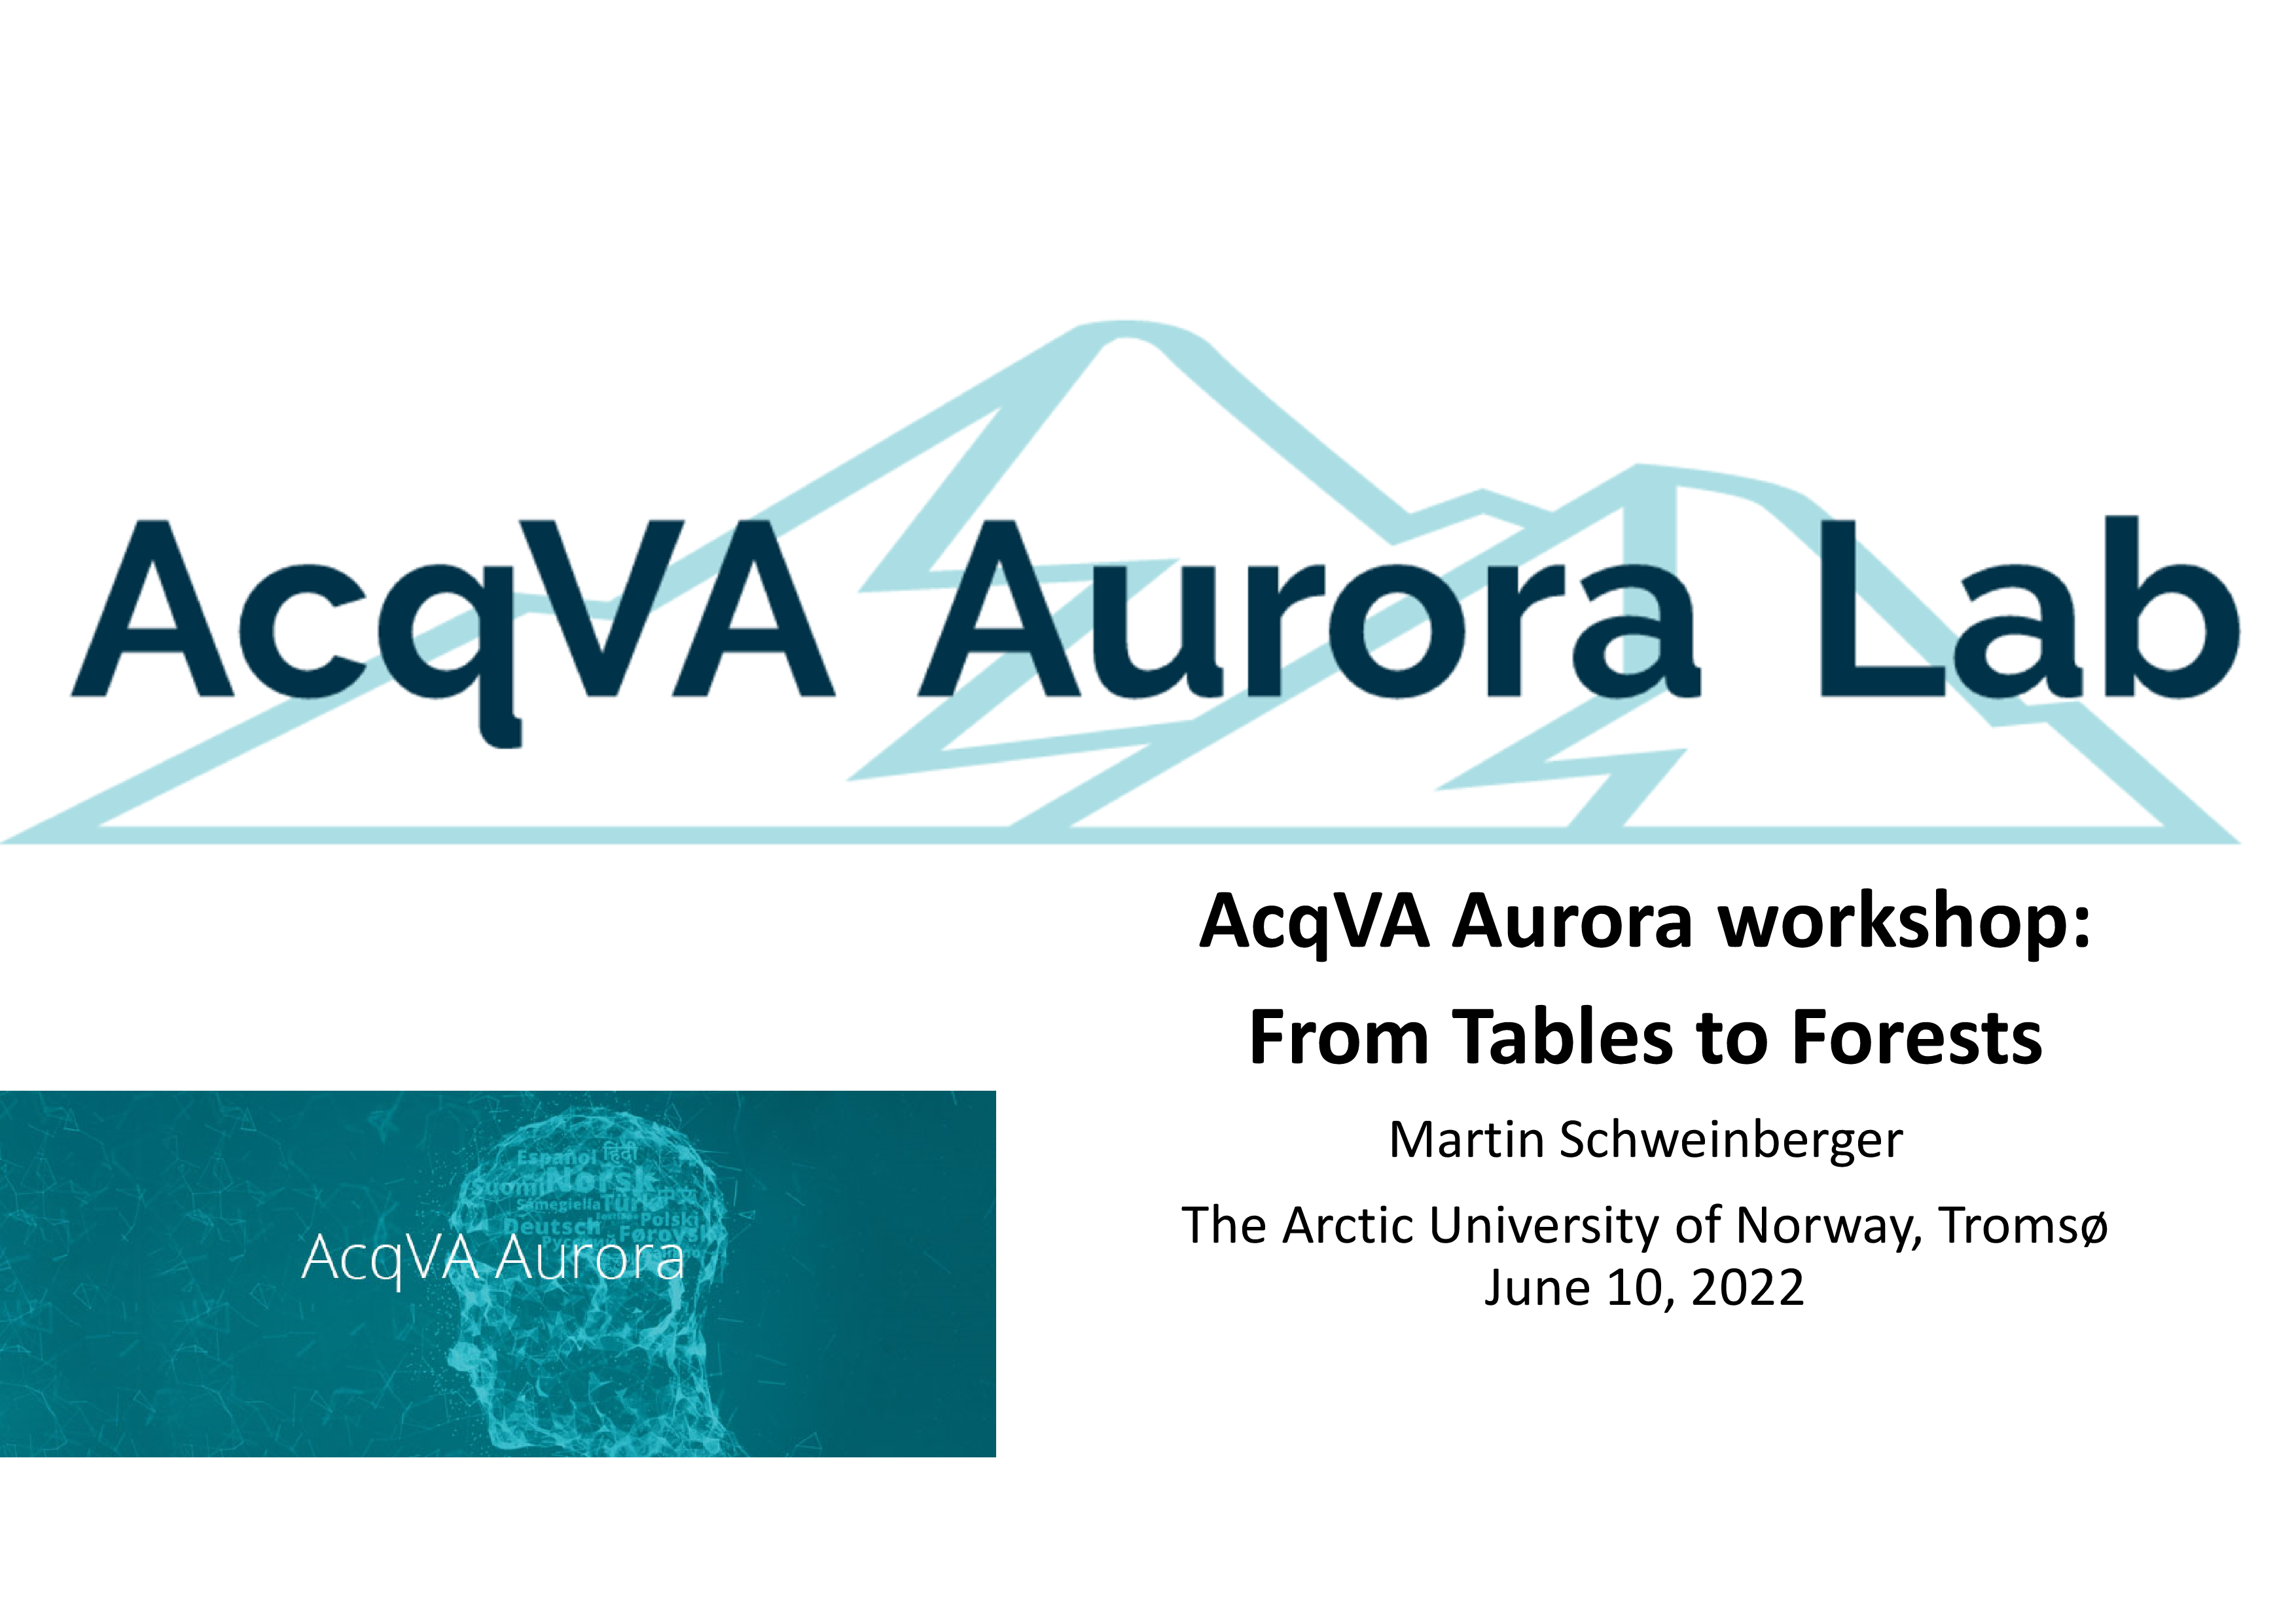 AcqVA Aurora Lab
AcqVA Aurora workshop:
From Tables to Forests
Martin Schweinberger
The Arctic University of Norway, Tromsø
June 10, 2022
Español हिंदी
Suomi Norsk
Sámegiella Türkçe
Deutsch Polski
Føroyskt
AcqVA Aurora